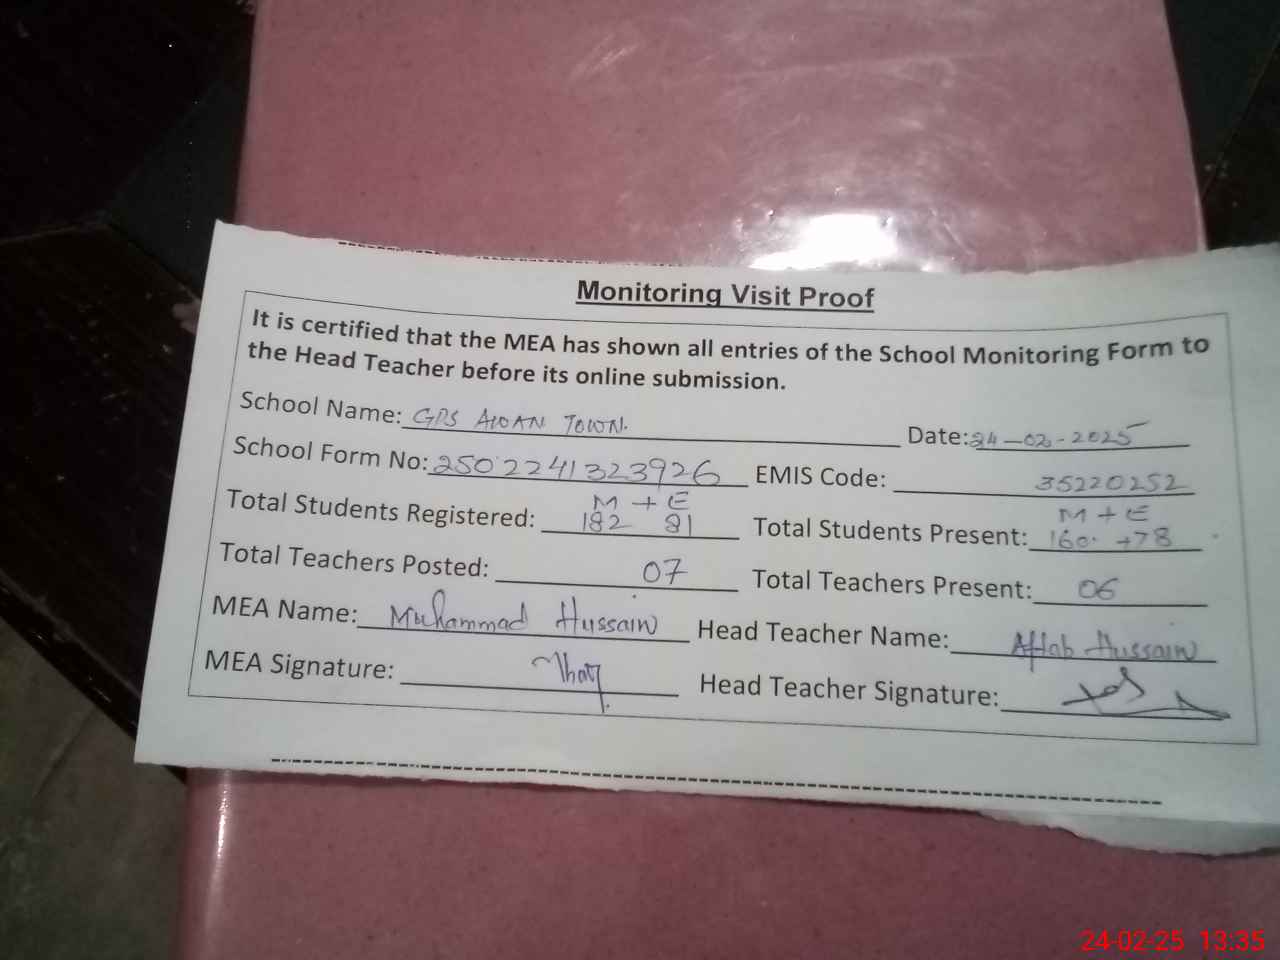 Monitoring Visit Proof
It is certified that the MEA has shown all entries of the School Monitoring Form to
the Head Teacher before its online submission.
School Name: GPS AWAN TOWN. Date: 24-02-2025
School Form No: 2502241323926 EMIS Code: 35220252
M + E M + E
Total Students Registered: 182 81 Total Students Present: 160 +78
Total Teachers Posted: 07 Total Teachers Present: 06
MEA Name: Muhammad Hussain Head Teacher Name: Aftab Hussain
MEA Signature: Head Teacher Signature:
24-02-25 13:35